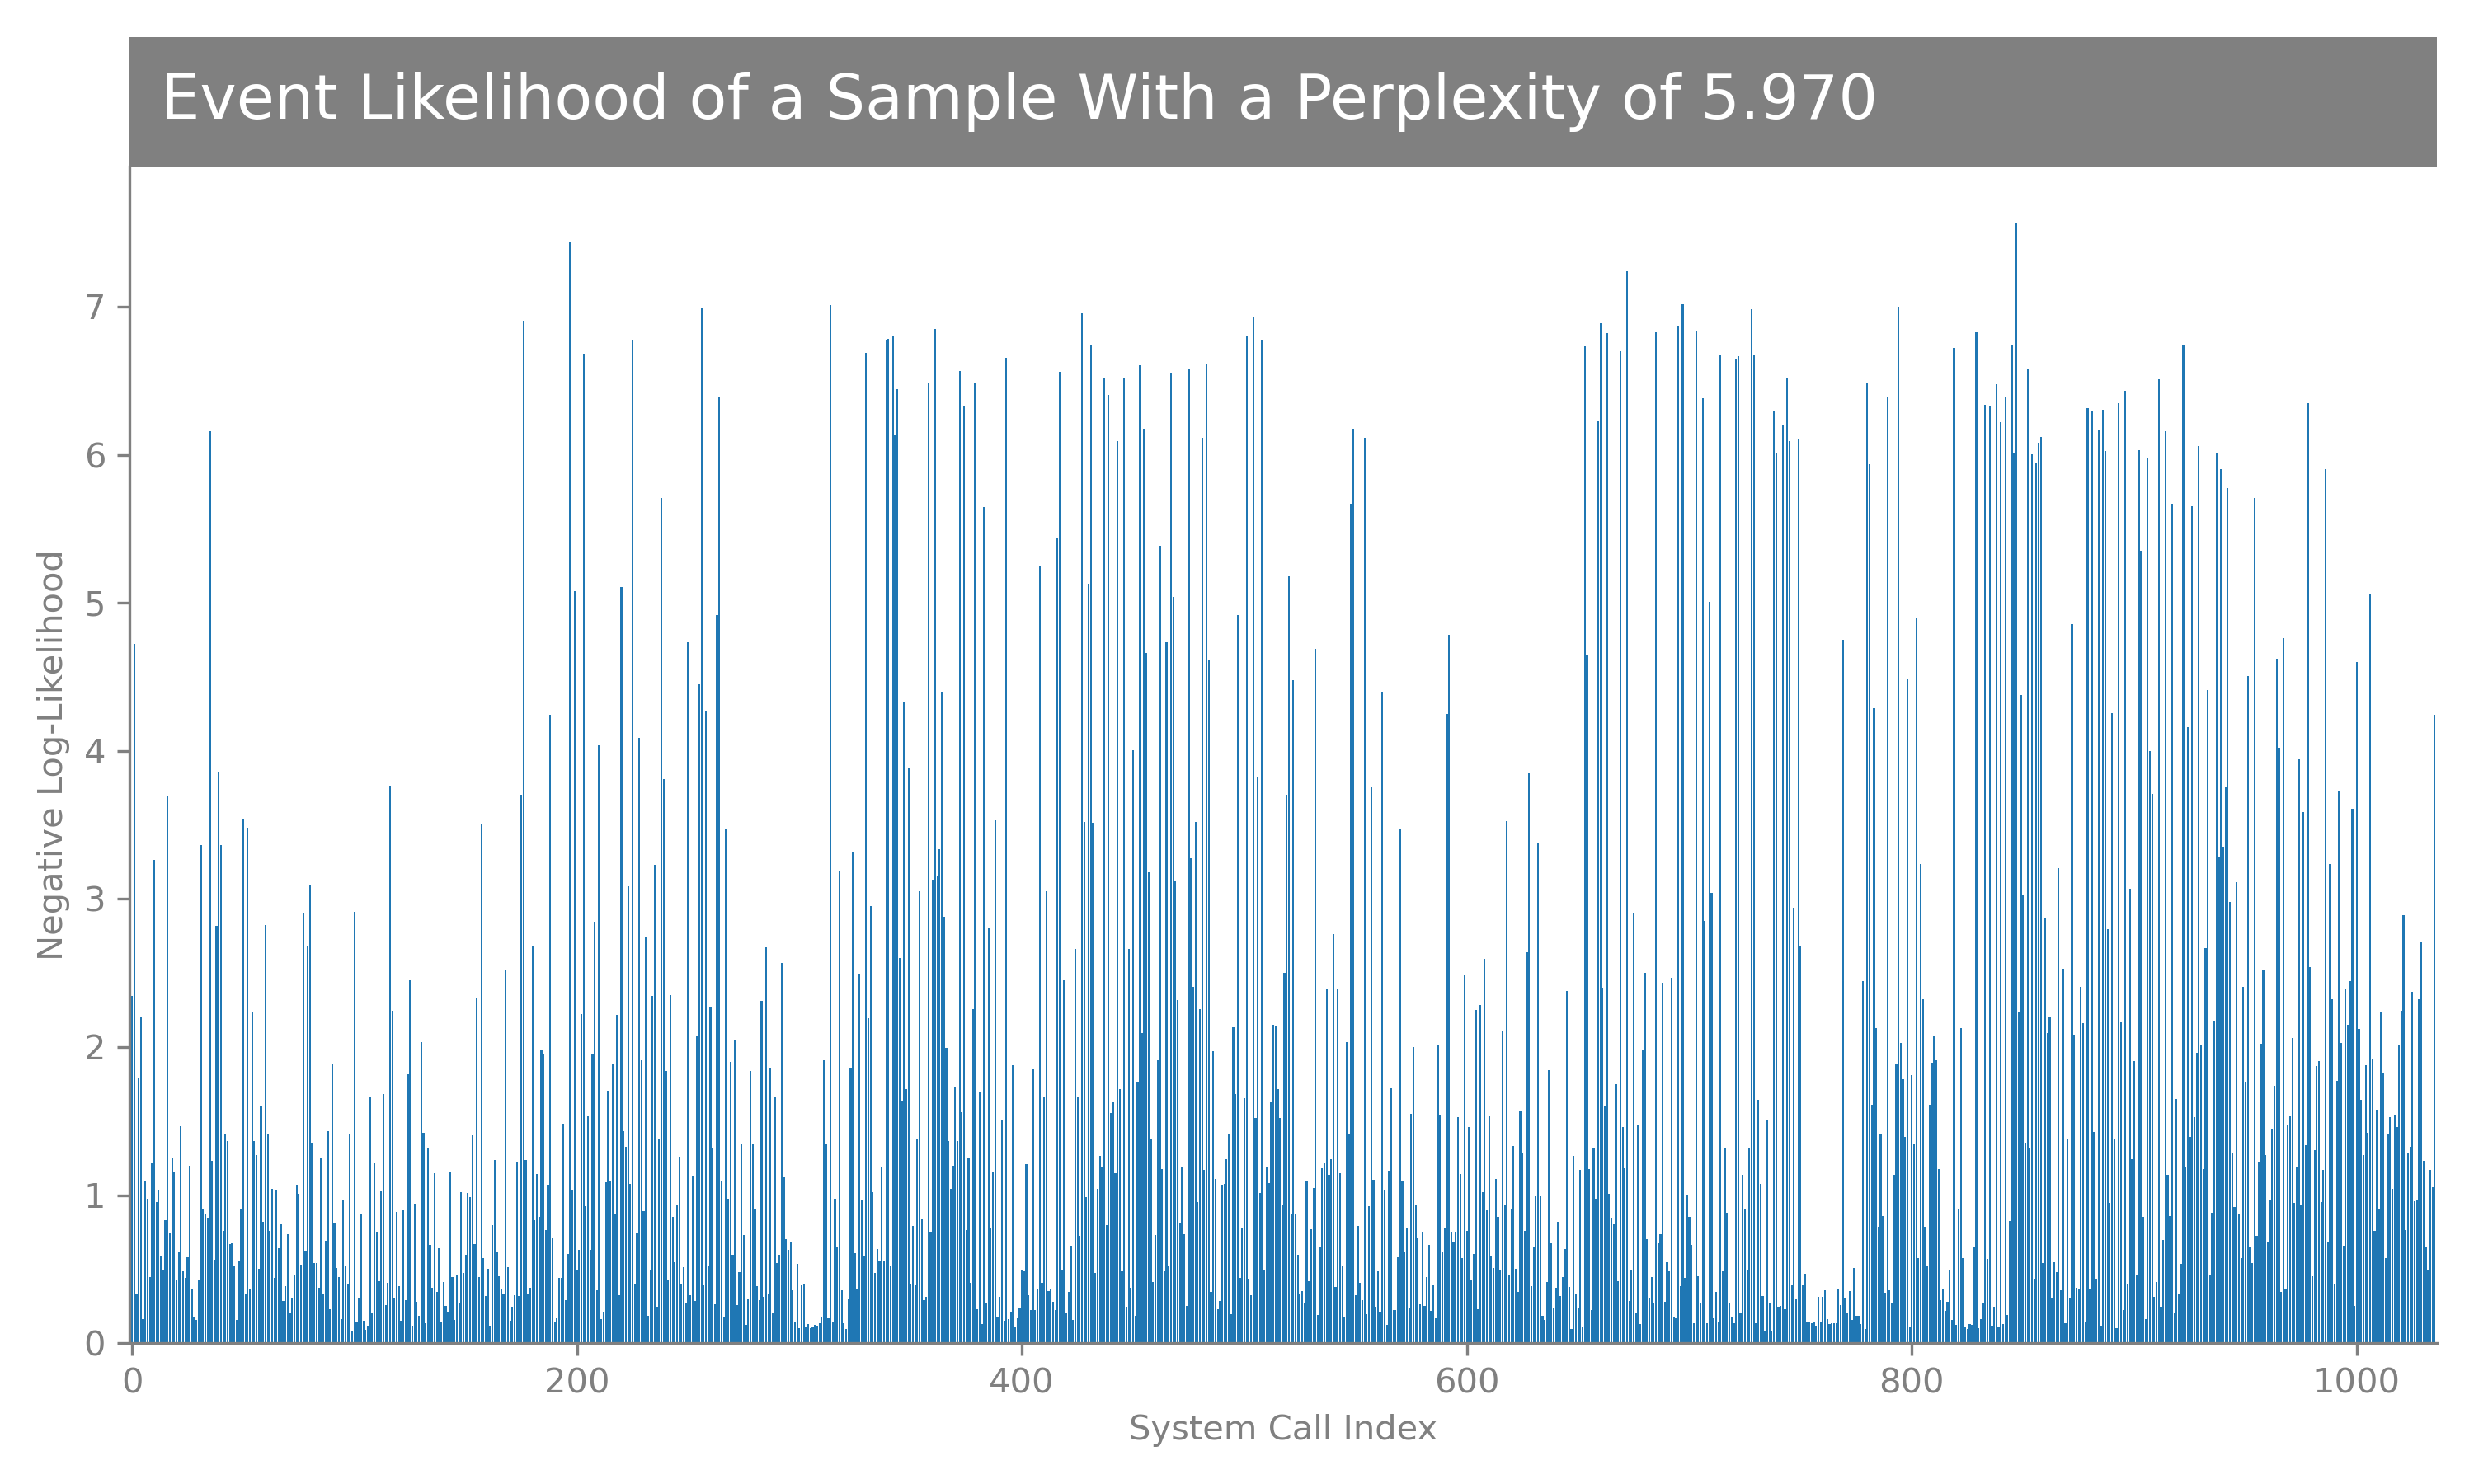 Event Likelihood of a Sample With a Perplexity of 5.970
Negative Log-Likelihood
7
6
5
4
3
2
1
0
0 200 400 600 800 1000
System Call Index